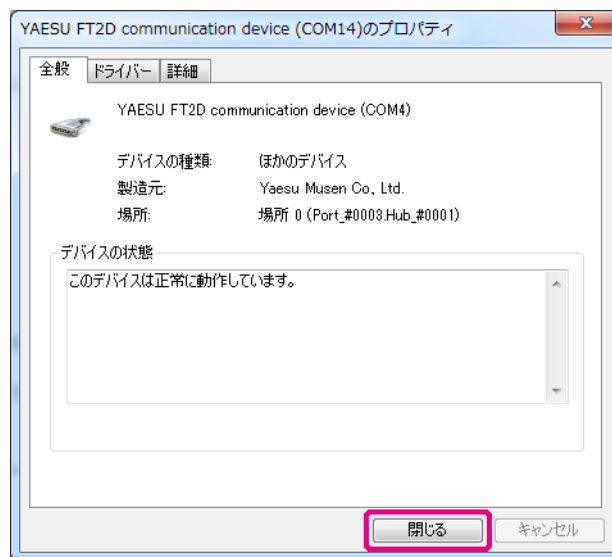 YAESU FT2D communication device (COM14)のプロパティ
全般 ドライバー 詳細
YAESU FT2D communication device (COM4)
デバイスの種類: ほかのデバイス
製造元: Yaesu Musen Co, Ltd.
場所: 場所 0 (Port_#0003.Hub_#0001)
デバイスの状態
このデバイスは正常に動作しています。
閉じる キャンセル